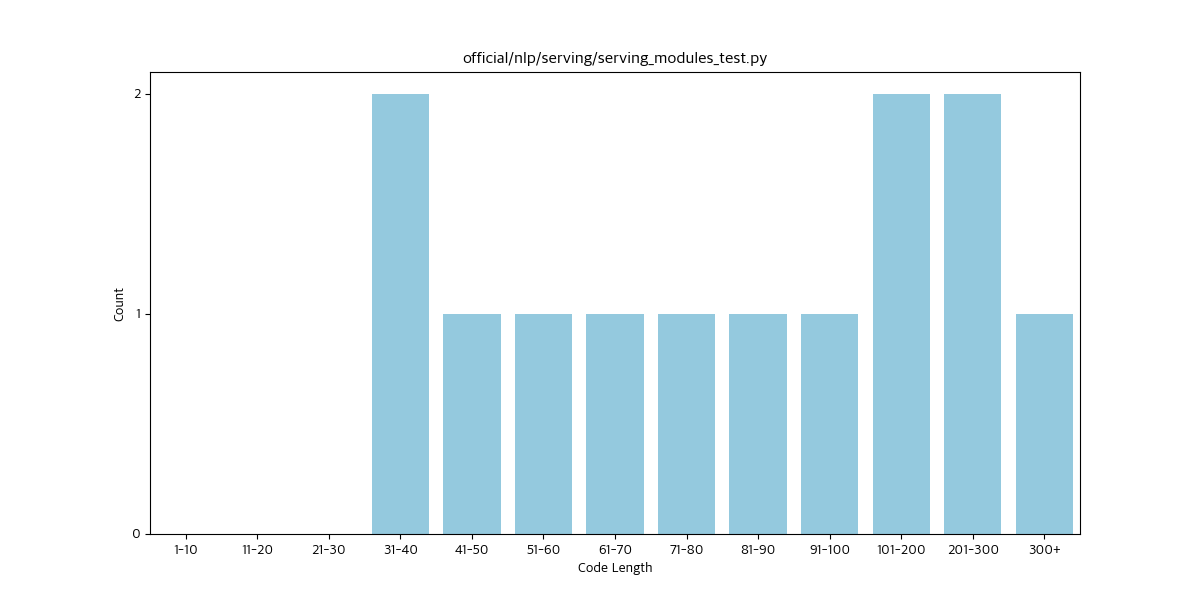 official/nlp/serving/serving_modules_test.py
2
1
0
Count
1-10 11-20 21-30 31-40 41-50 51-60 61-70 71-80 81-90 91-100 101-200 201-300 300+
Code Length